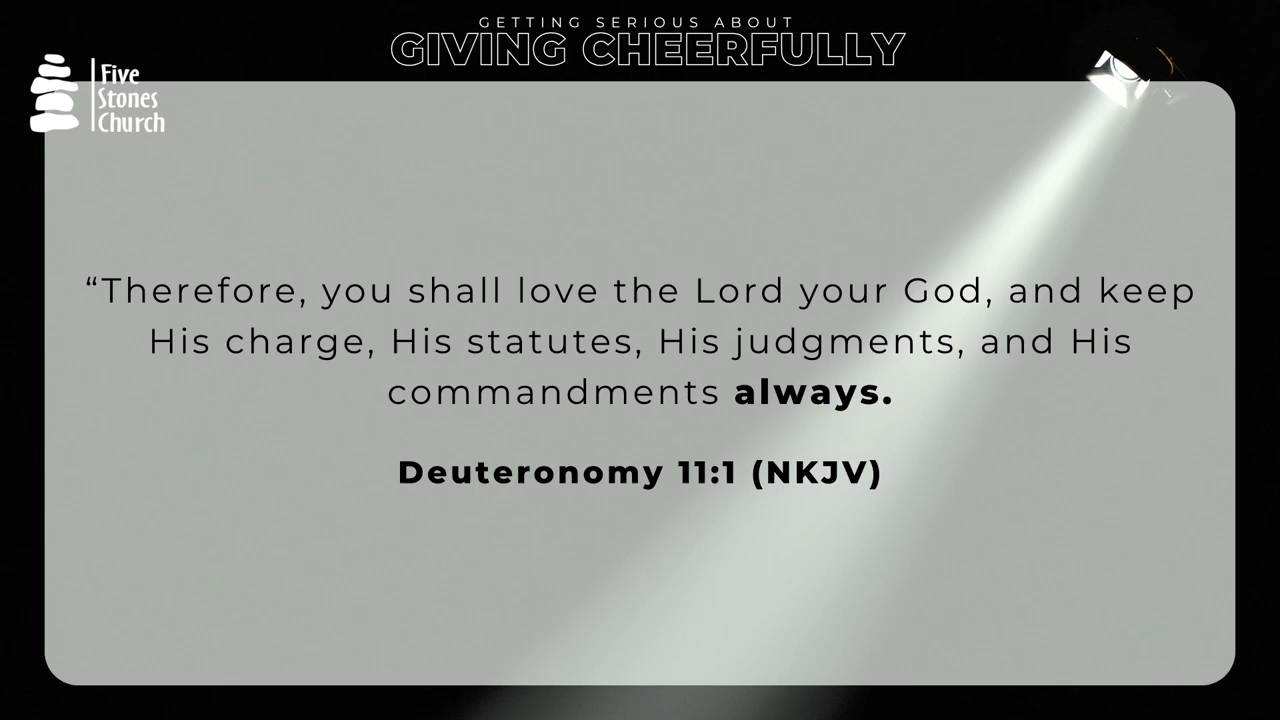 GETTING SERIOUS ABOUT
GIVING CHEERFULLY
Five
Stones
Church
“Therefore, you shall love the Lord your God, and keep
His charge, His statutes, His judgments, and His
commandments always.
Deuteronomy 11:1 (NKJV)